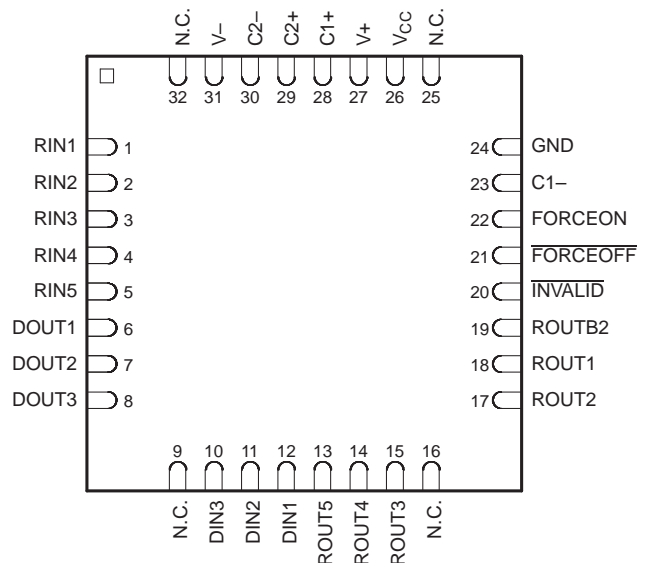 N.C.
V–
C2–
C2+
C1+
V+
VCC
N.C.
32 31 30 29 28 27 26 25
RIN1 1
RIN2 2
RIN3 3
RIN4 4
RIN5 5
DOUT1 6
DOUT2 7
DOUT3 8
24 GND
23 C1–
22 FORCEON
21 FORCEOFF
20 INVALID
19 ROUTB2
18 ROUT1
17 ROUT2
9 10 11 12 13 14 15 16
N.C.
DIN3
DIN2
DIN1
ROUT5
ROUT4
ROUT3
N.C.